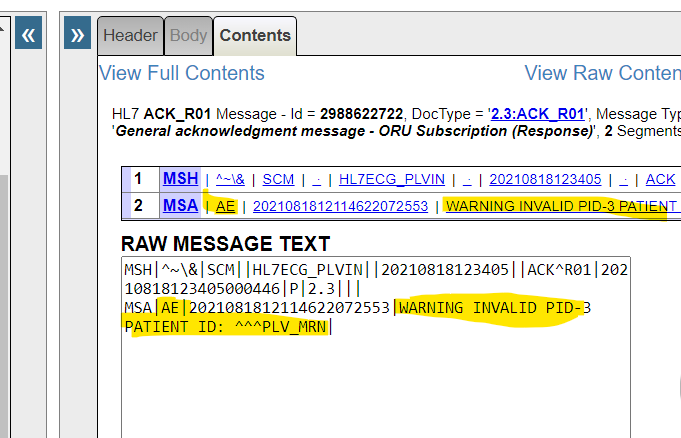 « » Header Body Contents
View Full Contents View Raw Conten
HL7 ACK_R01 Message - Id = 2988622722, DocType = '2.3:ACK_R01', Message Typ
'General acknowledgment message - ORU Subscription (Response)', 2 Segments
1 MSH | ^~\& | SCM | · | HL7ECG_PLVIN | · | 20210818123405 | · | ACK
2 MSA | AE | 2021081812114622072553 | WARNING INVALID PID-3 PATIENT
RAW MESSAGE TEXT
MSH|^~\&|SCM||HL7ECG_PLVIN||20210818123405||ACK^R01|202
10818123405000446|P|2.3|||
MSA|AE|2021081812114622072553|WARNING INVALID PID-3
PATIENT ID: ^^^PLV_MRN|